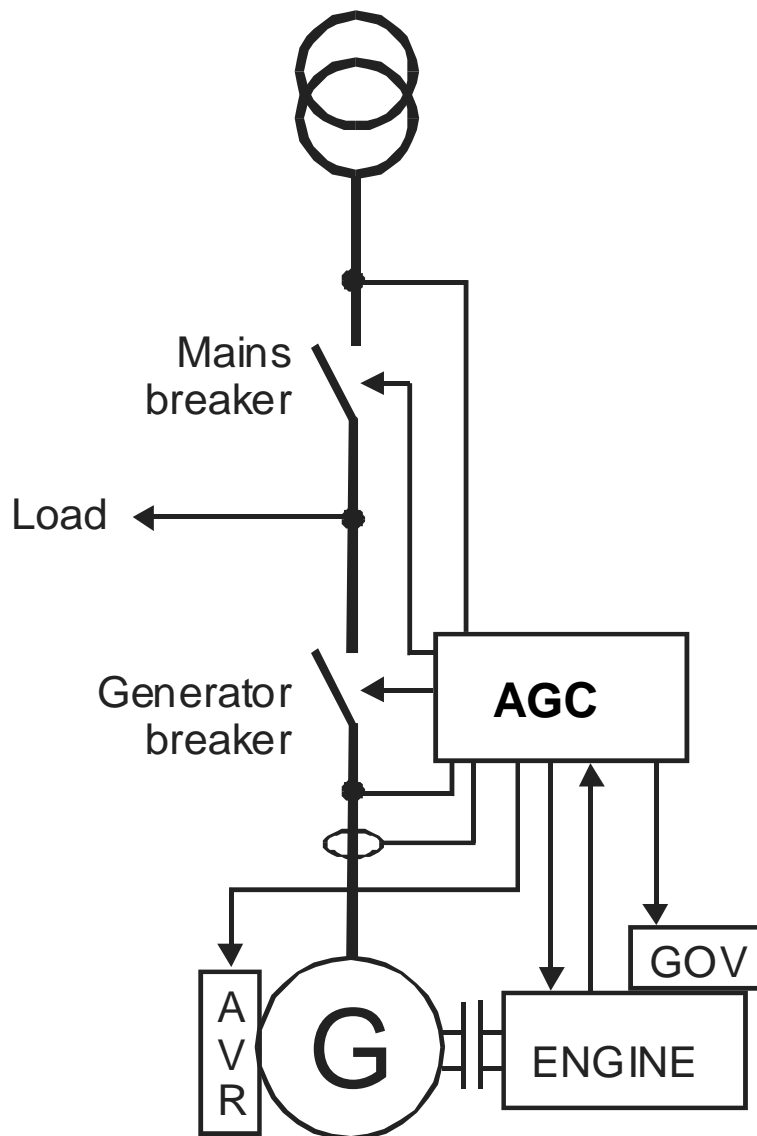 Mains
breaker
Load
Generator
breaker
AGC
GOV
A
V
R
G
ENGINE